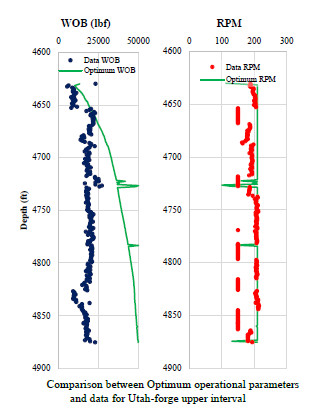 WOB (lbf)
RPM
0 25000 50000
0 100 200 300
4600
4650
4700
4750
4800
4850
4900
Depth (ft)
Data WOB
Optimum WOB
4600
4650
4700
4750
4800
4850
4900
Data RPM
Optimum RPM
Comparison between Optimum operational parameters
and data for Utah-forge upper interval